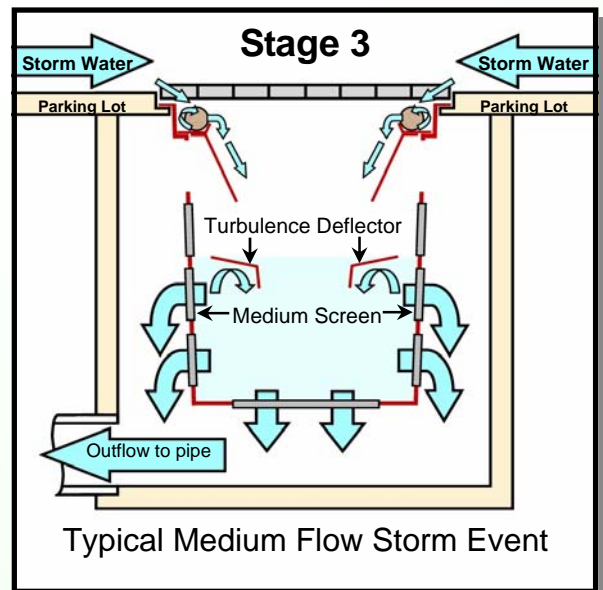 Stage 3
Storm Water
Storm Water
Parking Lot
Parking Lot
Turbulence Deflector
Medium Screen
Outflow to pipe
Typical Medium Flow Storm Event